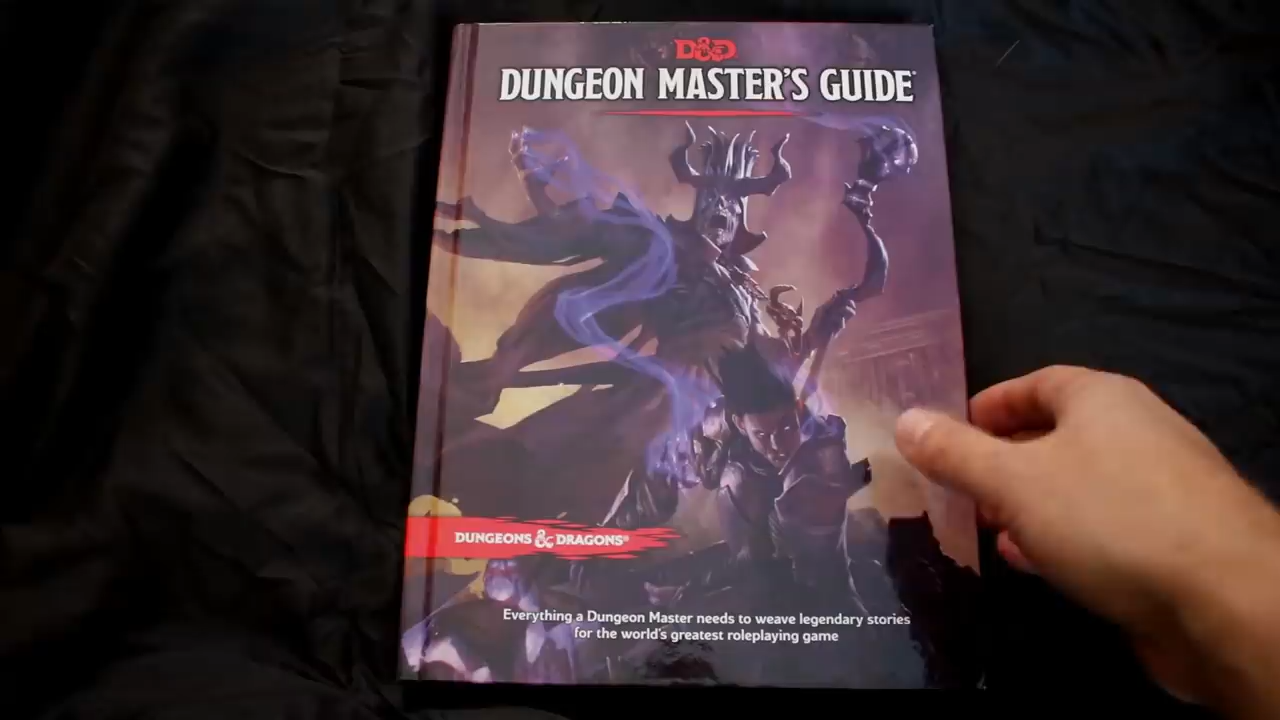 D&D
DUNGEON MASTER'S GUIDE®
DUNGEONS & DRAGONS®
Everything a Dungeon Master needs to weave legendary stories
for the world's greatest roleplaying game